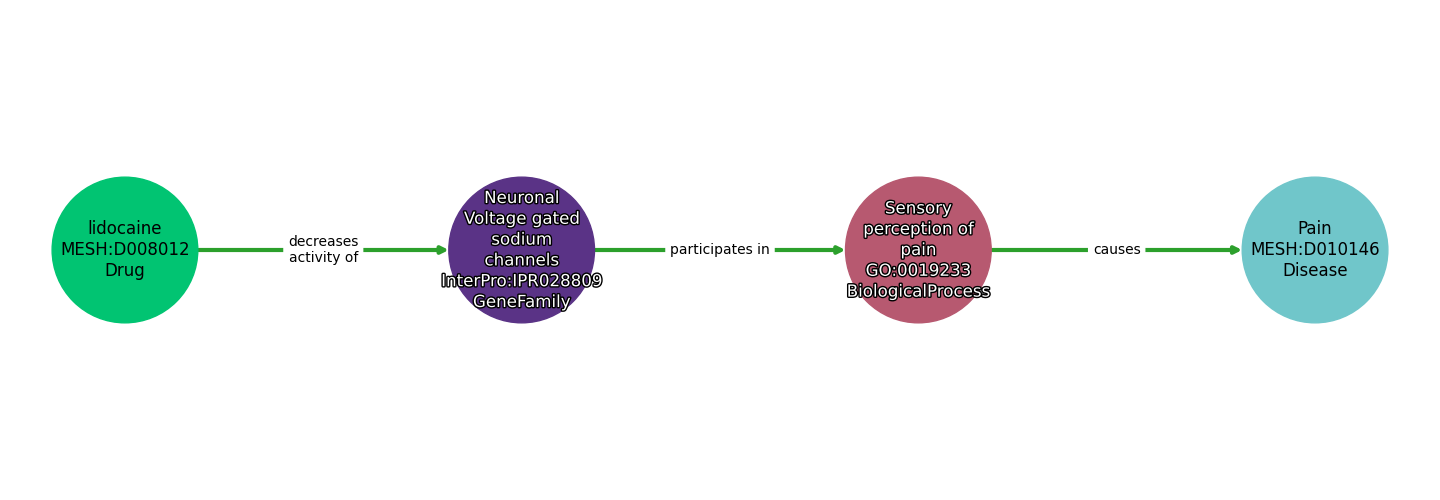 lidocaine
MESH:D008012
Drug
decreases
activity of
Neuronal
Voltage gated
sodium
channels
InterPro:IPR028809
GeneFamily
participates in
Sensory
perception of
pain
GO:0019233
BiologicalProcess
causes
Pain
MESH:D010146
Disease